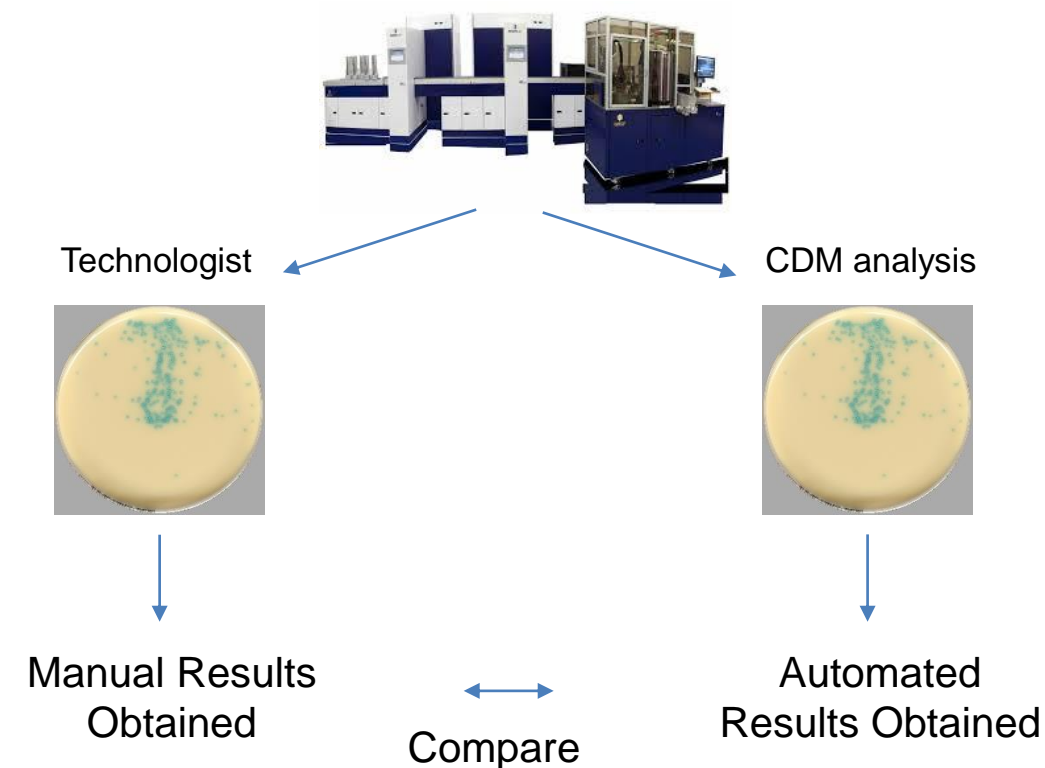 Technologist
CDM analysis
Manual Results
Obtained
Automated
Results Obtained
Compare